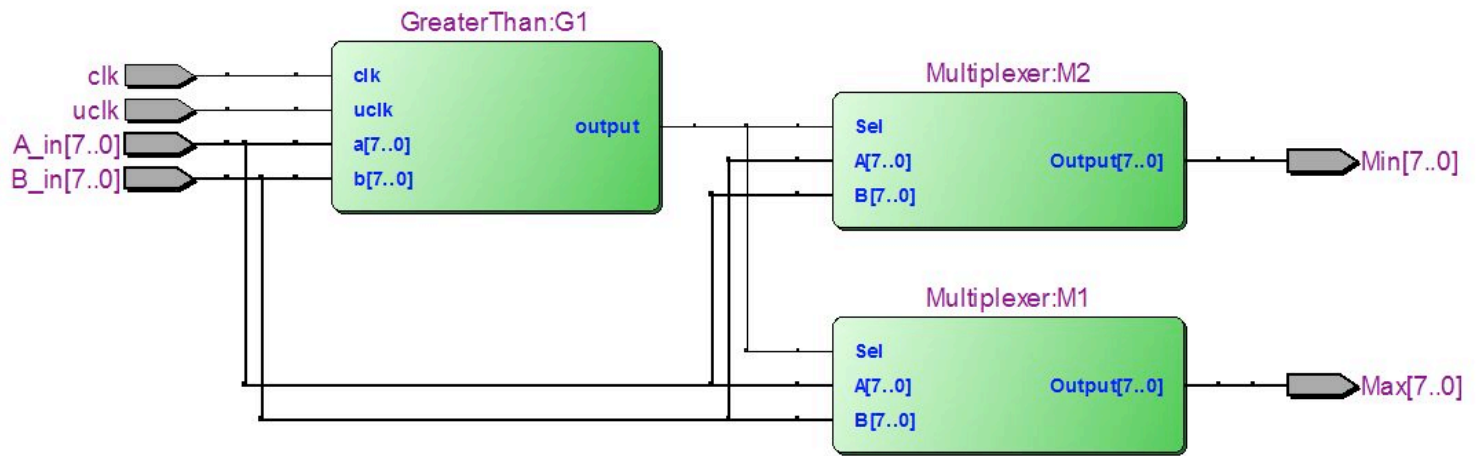 GreaterThan:G1
clk
uclk
A_in[7..0]
B_in[7..0]
clk
uclk
a[7..0]
b[7..0]
output
Multiplexer:M2
Sel
A[7..0]
B[7..0]
Output[7..0]
Min[7..0]
Multiplexer:M1
Sel
A[7..0]
B[7..0]
Output[7..0]
Max[7..0]